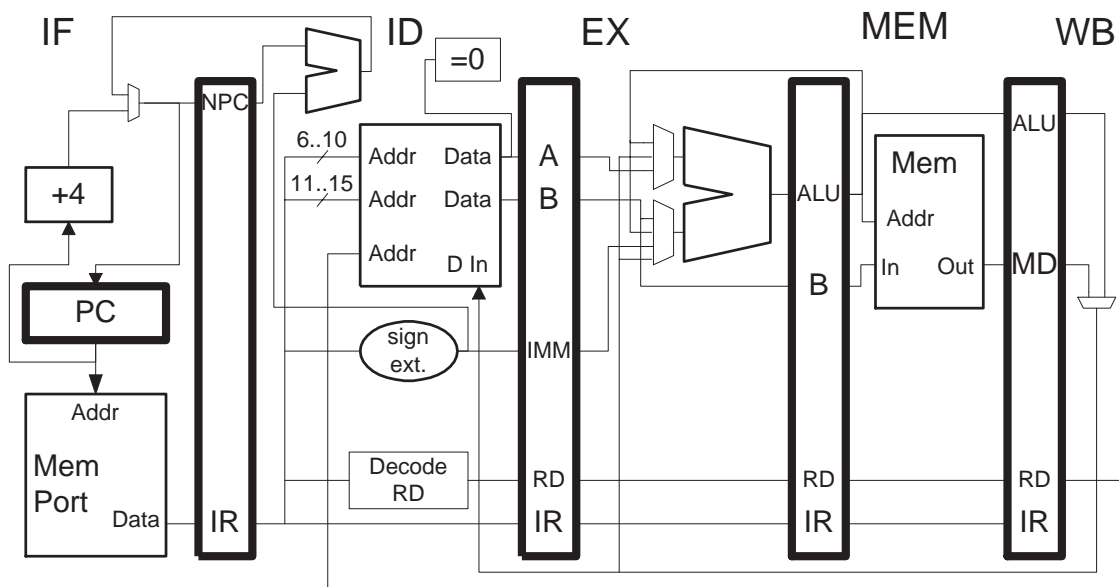 IF
ID
EX
MEM
WB
=0
NPC
+4
PC
Addr
Mem
Port
Data
IR
6..10
11..15
Addr
Data
Addr
Data
Addr
D In
sign
ext.
Decode
RD
A
B
IMM
RD
IR
ALU
B
RD
IR
Mem
Addr
In
Out
ALU
MD
RD
IR